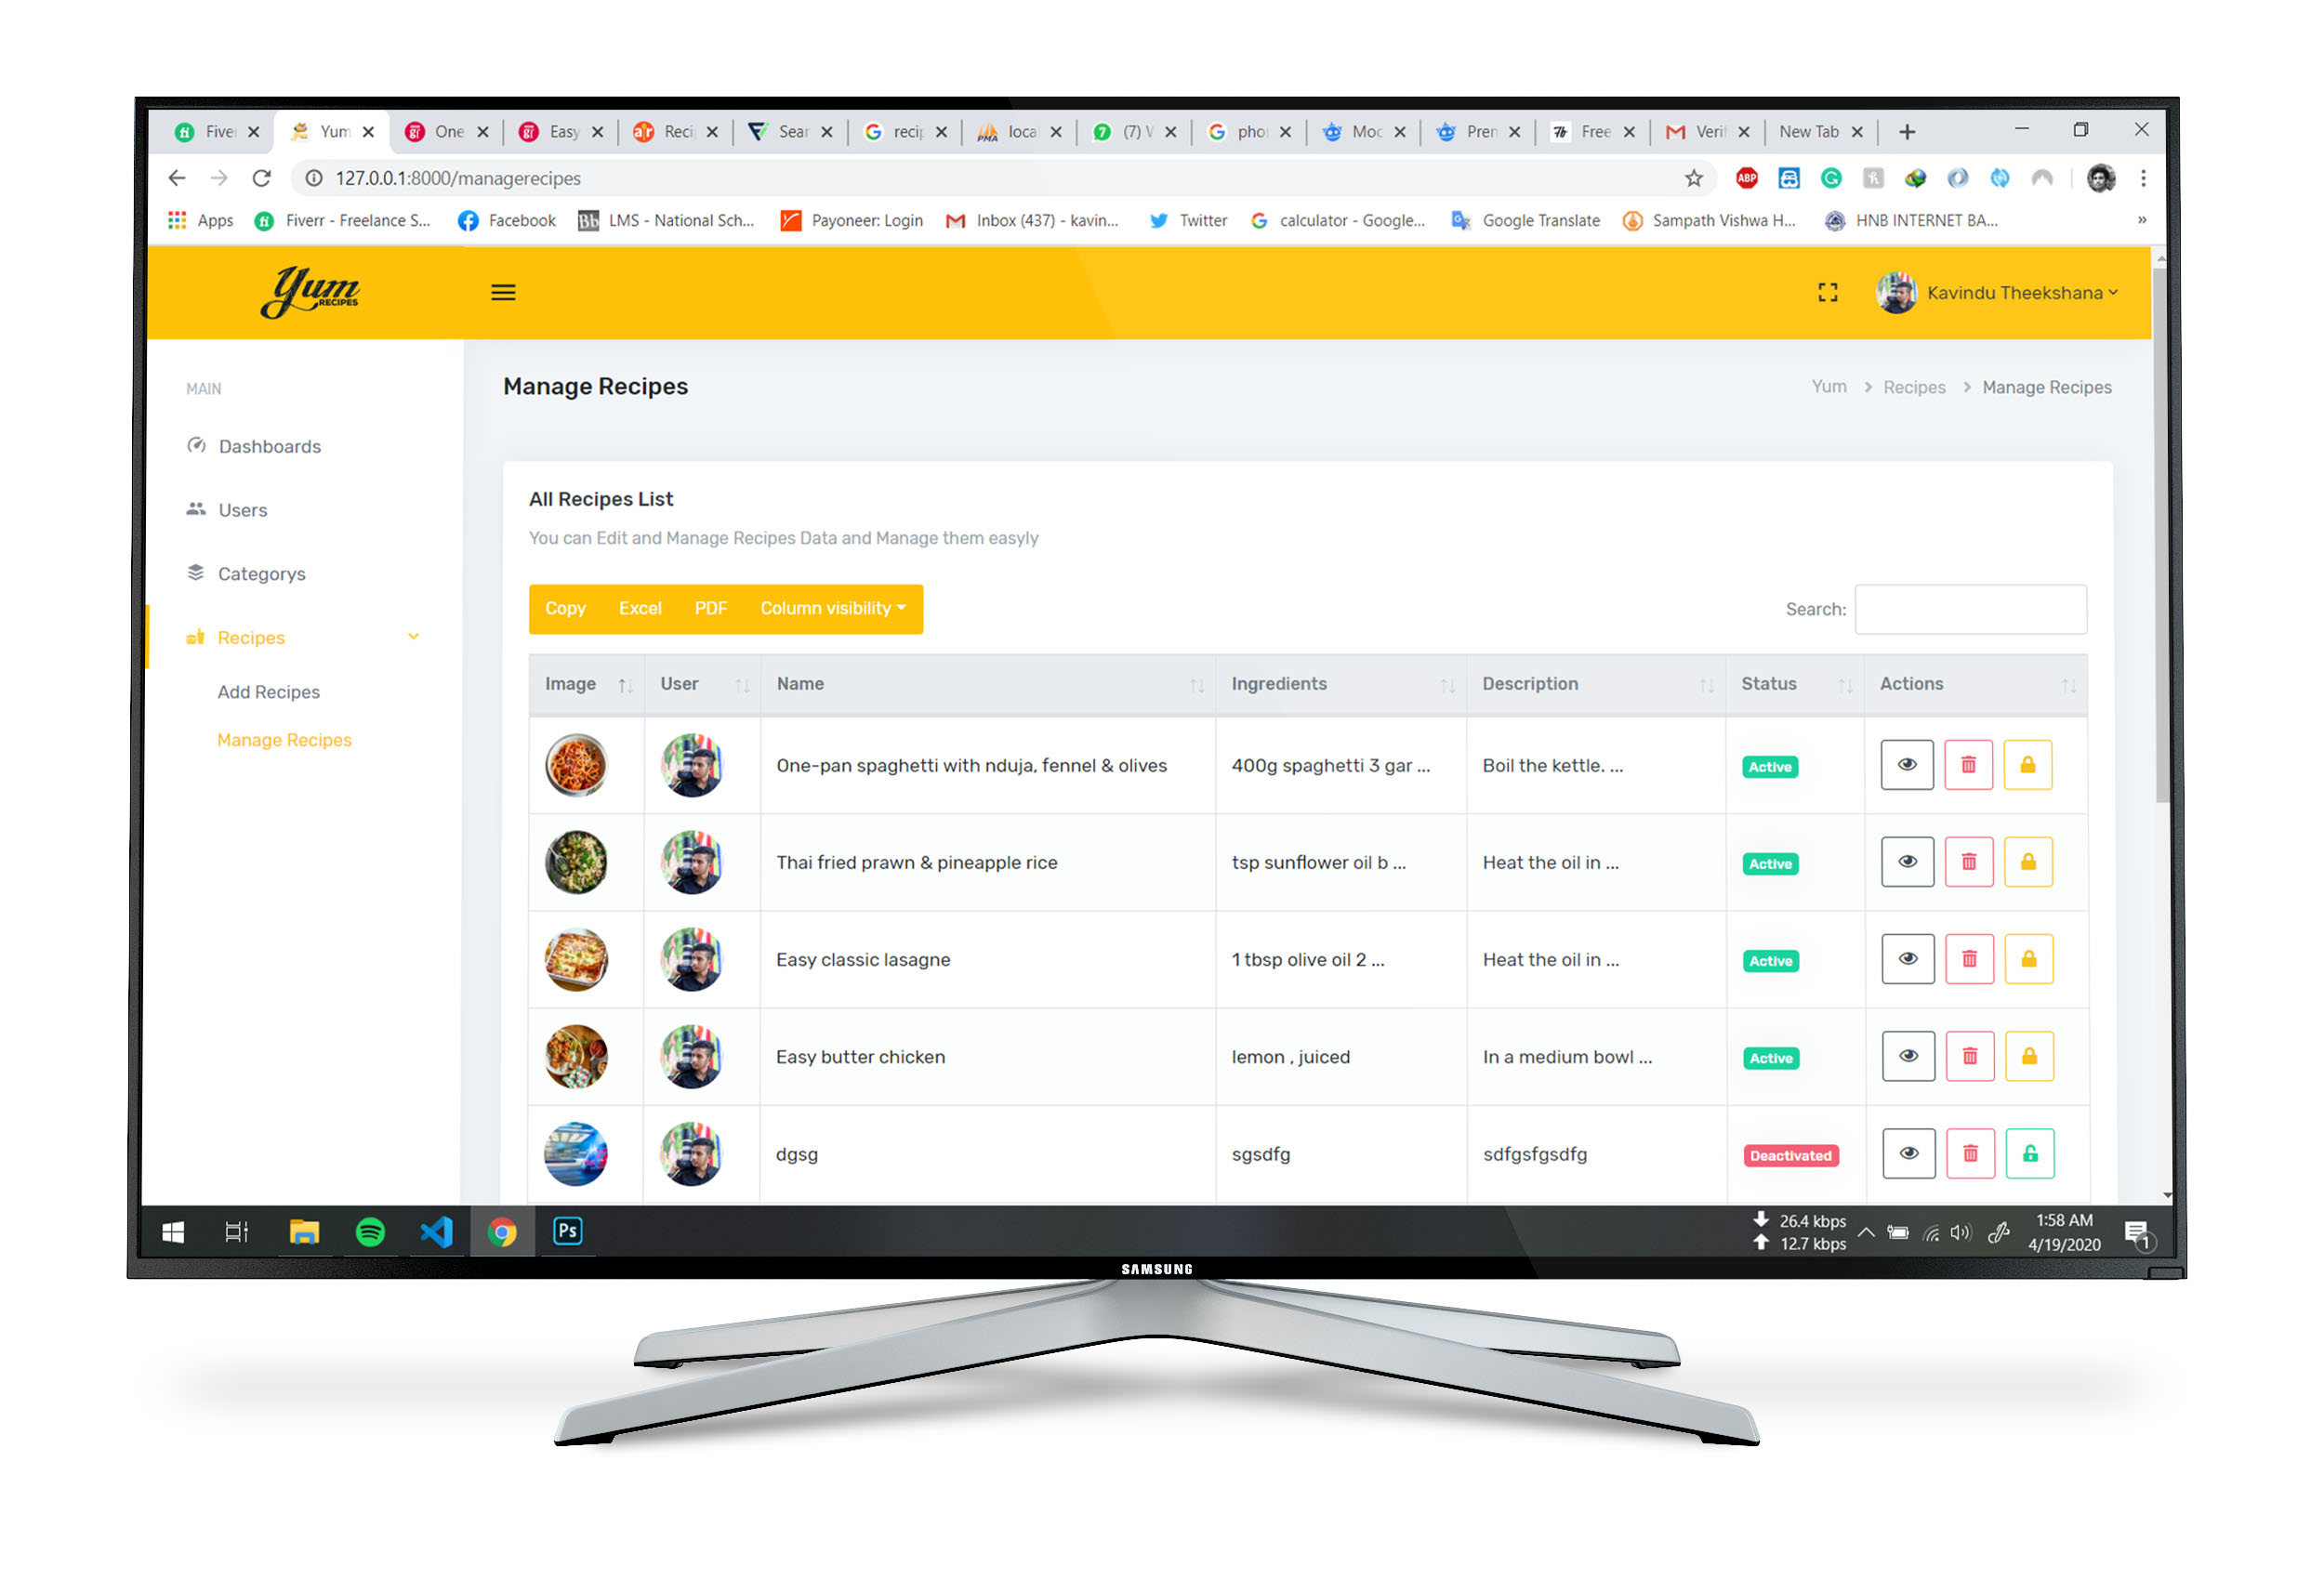 Fiver Yum One Easy Reci Sear recip loca (7) W phon Moc Pren Free Verif New Tab
127.0.0.1:8000/managerecipes
ABP
Apps Fiverr - Freelance S... Facebook Bb LMS - National Sch... Payoneer: Login Inbox (437) - kavin... Twitter calculator - Google... Google Translate Sampath Vishwa H... HNB INTERNET BA... »
Yum RECIPES
Kavindu Theekshana
MAIN
Dashboards
Users
Categorys
Recipes
Add Recipes
Manage Recipes
Manage Recipes
Yum > Recipes > Manage Recipes
All Recipes List
You can Edit and Manage Recipes Data and Manage them easyly
Copy Excel PDF Column visibility
Search:
Image User Name Ingredients Description Status Actions
One-pan spaghetti with nduja, fennel & olives 400g spaghetti 3 gar ... Boil the kettle. ... Active
Thai fried prawn & pineapple rice tsp sunflower oil b ... Heat the oil in ... Active
Easy classic lasagne 1 tbsp olive oil 2 ... Heat the oil in ... Active
Easy butter chicken lemon , juiced In a medium bowl ... Active
dgsg sgsdfg sdfgsfgsdfg Deactivated
Ps
26.4 kbps
12.7 kbps
1:58 AM
4/19/2020
1
SAMSUNG